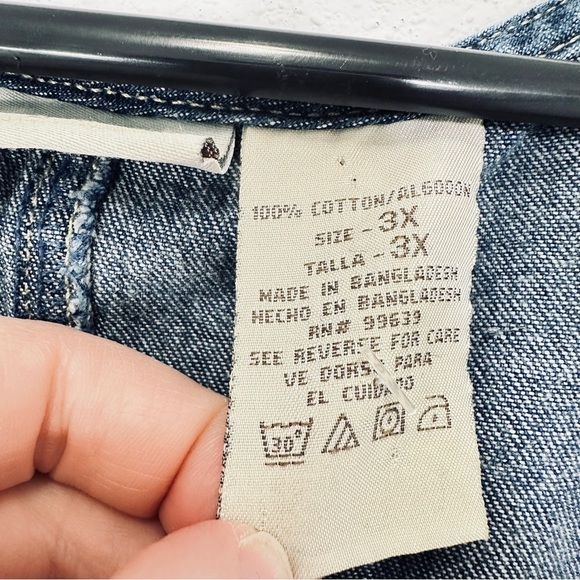 100% COTTON/ALGODON
SIZE - 3X
TALLA - 3X
MADE IN BANGLADESH
HECHO EN BANGLADESH
RN# 99639
SEE REVERSE FOR CARE
VE DORSO PARA
EL CUIDADO
30°